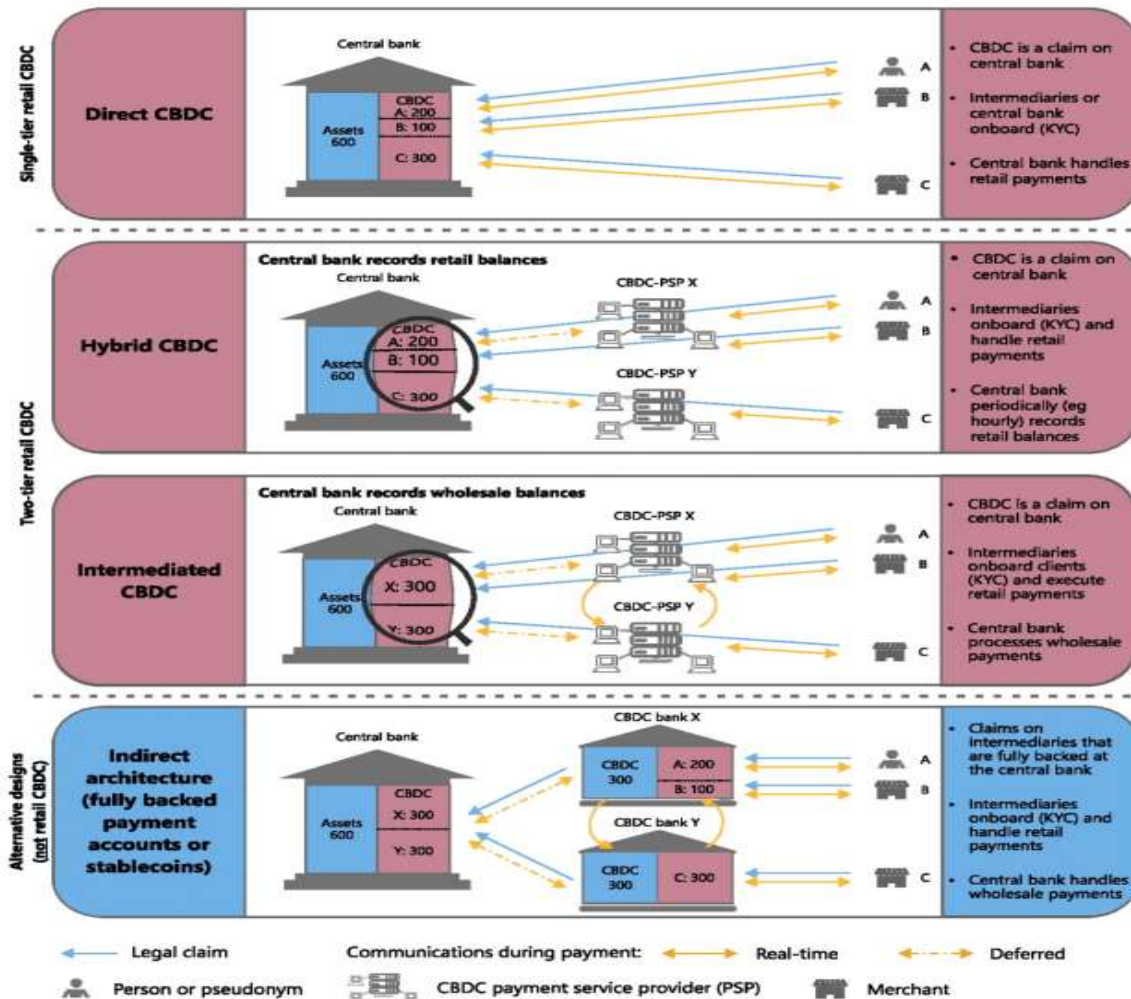 Single-tier retail CBDC
Direct CBDC
Central bank
Assets
600
CBDC
A: 200
B: 100
C: 300
A
B
C
• CBDC is a claim on
central bank
• Intermediaries or
central bank
onboard (KYC)
• Central bank handles
retail payments
Two-tier retail CBDC
Hybrid CBDC
Central bank records retail balances
Central bank
Assets
600
CBDC
A: 200
B: 100
C: 300
CBDC-PSP X
CBDC-PSP Y
A
B
C
• CBDC is a claim on
central bank
• Intermediaries
onboard (KYC) and
handle retail
payments
• Central bank
periodically (eg
hourly) records
retail balances
Intermediated
CBDC
Central bank records wholesale balances
Central bank
Assets
600
CBDC
X: 300
Y: 300
CBDC-PSP X
CBDC-PSP Y
A
B
C
• CBDC is a claim on
central bank
• Intermediaries
onboard clients
(KYC) and execute
retail payments
• Central bank
processes wholesale
payments
Alternative designs
(not retail CBDC)
Indirect
architecture
(fully backed
payment
accounts or
stablecoins)
Central bank
Assets
600
CBDC
X: 300
Y: 300
CBDC bank X
CBDC
300
A: 200
B: 100
CBDC bank Y
CBDC
300
C: 300
A
B
C
• Claims on
intermediaries that
are fully backed at
the central bank
• Intermediaries
onboard (KYC) and
handle retail
payments
• Central bank handles
wholesale payments
Legal claim
Communications during payment:
Real-time
Deferred
Person or pseudonym
CBDC payment service provider (PSP)
Merchant